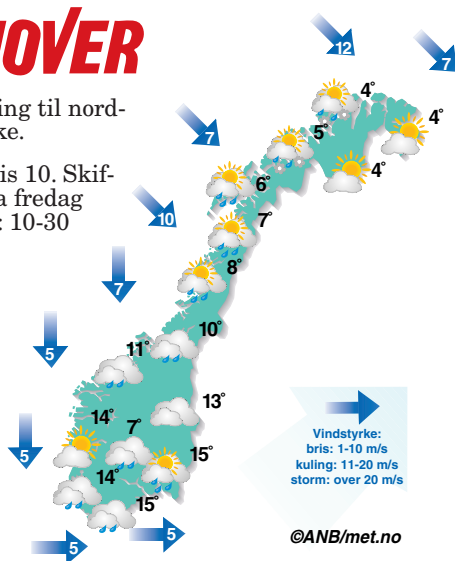 OVER
ing til nord-
ke.
is 10. Skif-
a fredag
: 10-30
12
7
4°
4°
5°
7
4°
6°
10
7°
8°
7
10°
11°
5
13°
14°
7°
15°
5
14°
15°
5
5
Vindstyrke:
bris: 1-10 m/s
kuling: 11-20 m/s
storm: over 20 m/s
©ANB/met.no